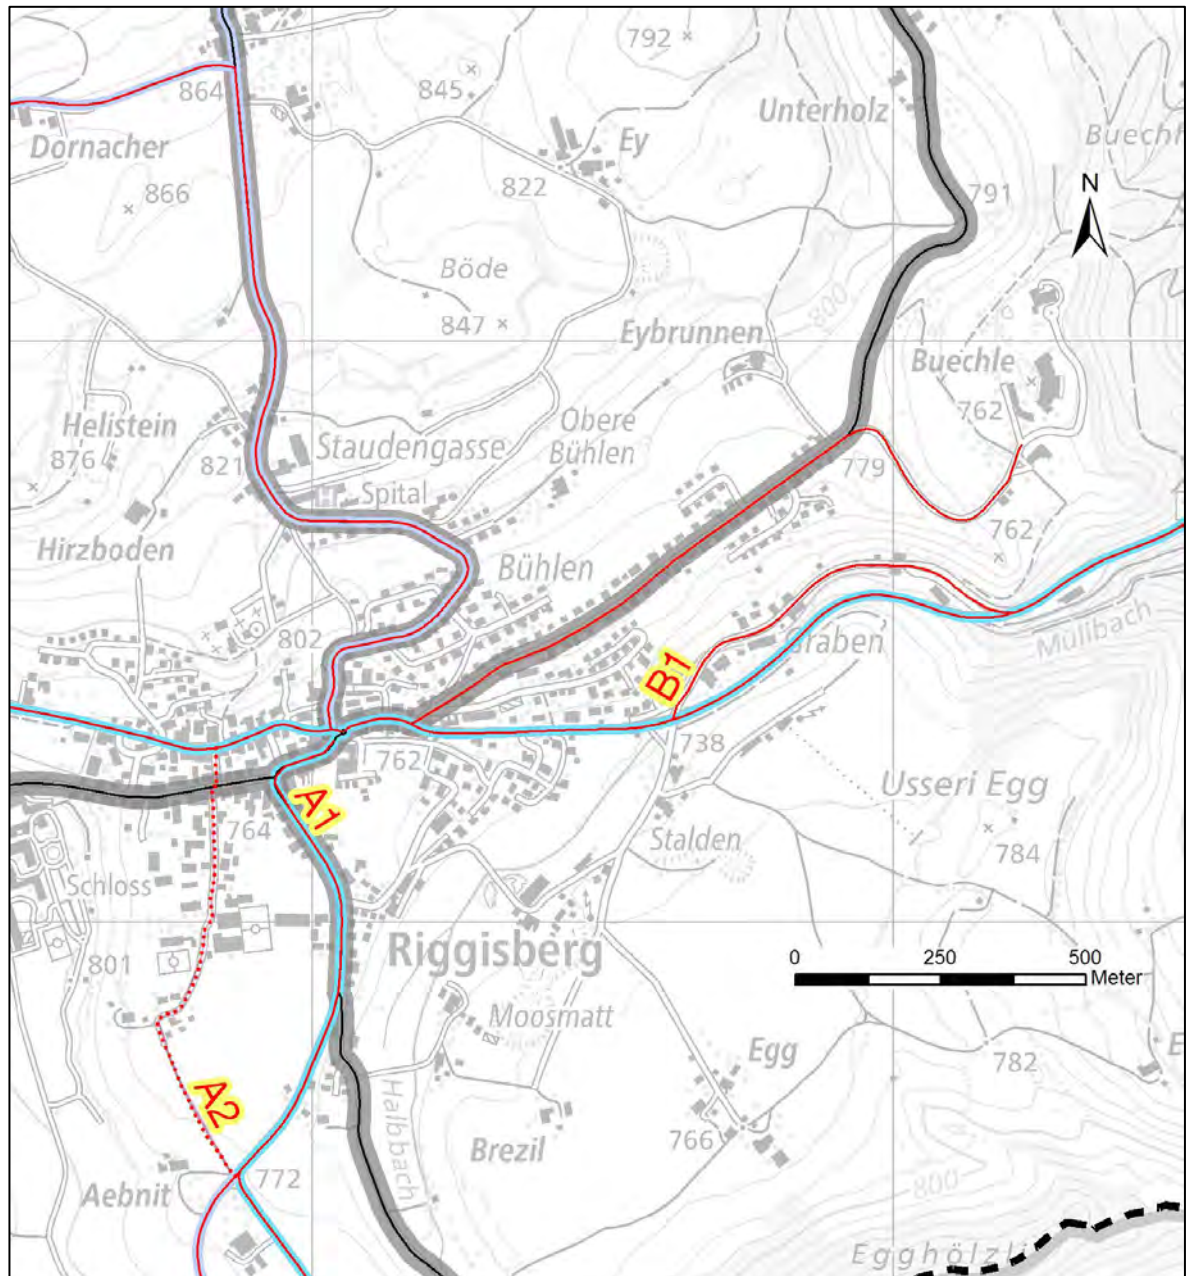 792
845
Unterholz
864
Dornacher
Ey
822
Buech
866
791
N
Böde
847
800
Eybrunnen
Buechle
762
Helistein
876
821
Staudengasse
Obere
Bühlen
Spital
779
762
Hirzboden
Bühlen
802
Müllibach
Graben
B1
738
762
A1
Usseri Egg
764
Stalden
784
Schloss
Riggisberg
0 250 500
Meter
801
Moosmatt
Egg
782
E
A2
Halbbach
766
Brezil
772
Aebnit
800
Egghölzli